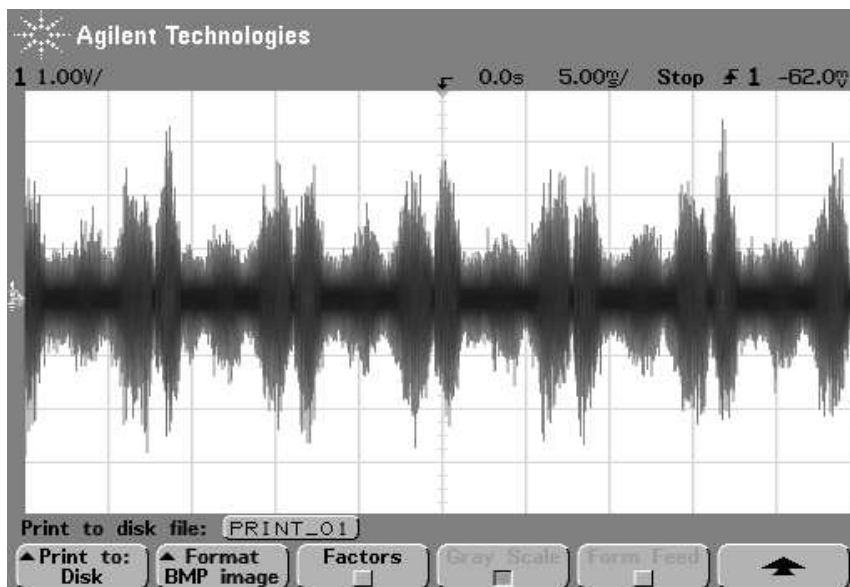 Agilent Technologies
1 1.00V/ 0.0s 5.00ms/ Stop 1 -62.0mV
Print to disk file: PRINT_01
Print to: Format Factors Gray Scale Form Feed
Disk BMP image